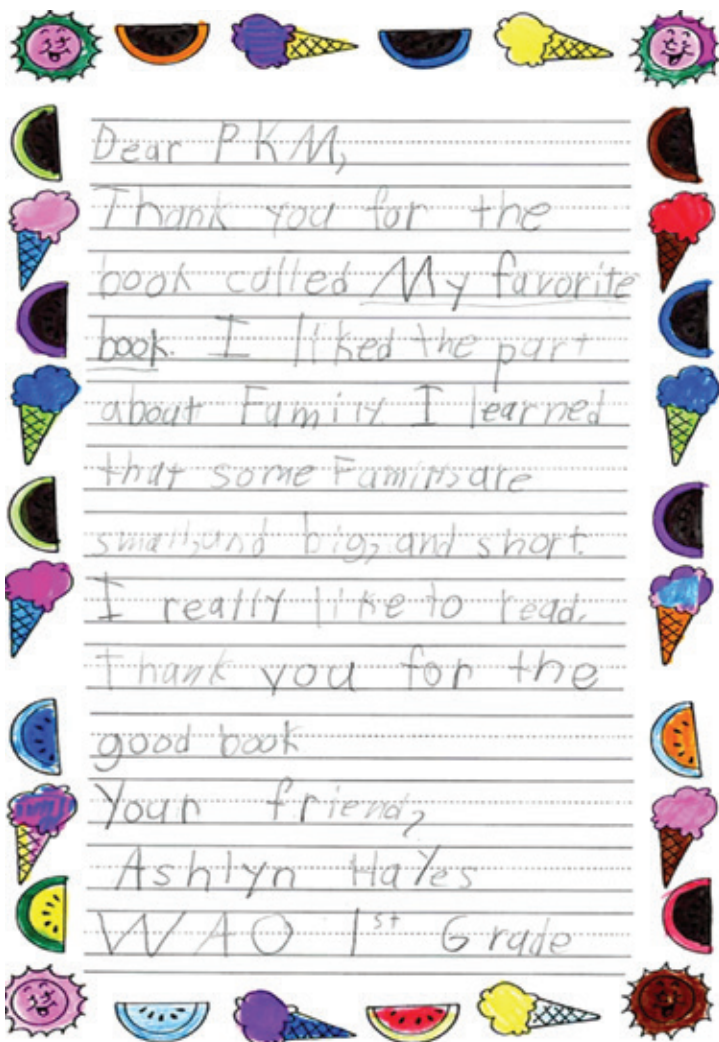 Dear PKM,
Thank you for the
book called My favorite
book. I liked the part
about Family. I learned
that some Familys are
small, and big, and short.
I really like to read.
Thank you for the
good book
Your friend,
Ashlyn Hayes
WAO 1st Grade